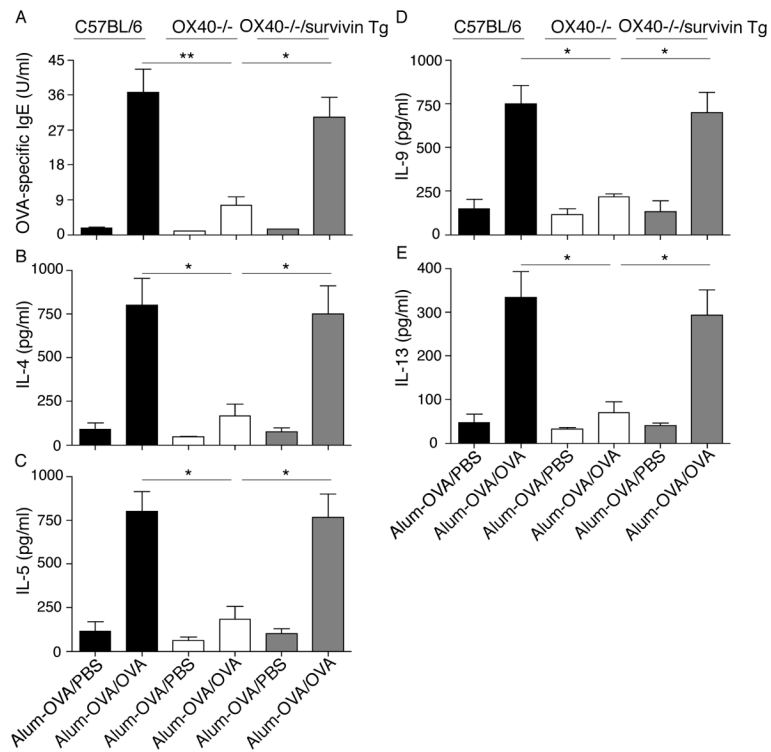 A
C57BL/6 OX40-/- OX40-/-/survivin Tg
OVA-specific IgE (U/ml)
45
36
27
18
9
0
** *
B
IL-4 (pg/ml)
1000
750
500
250
0
* *
C
IL-5 (pg/ml)
1000
750
500
250
0
* *
Alum-OVA/PBS
Alum-OVA/OVA
Alum-OVA/PBS
Alum-OVA/OVA
Alum-OVA/PBS
Alum-OVA/OVA
D
C57BL/6 OX40-/- OX40-/-/survivin Tg
IL-9 (pg/ml)
1000
750
500
250
0
* *
E
IL-13 (pg/ml)
400
300
200
100
0
* *
Alum-OVA/PBS
Alum-OVA/OVA
Alum-OVA/PBS
Alum-OVA/OVA
Alum-OVA/PBS
Alum-OVA/OVA